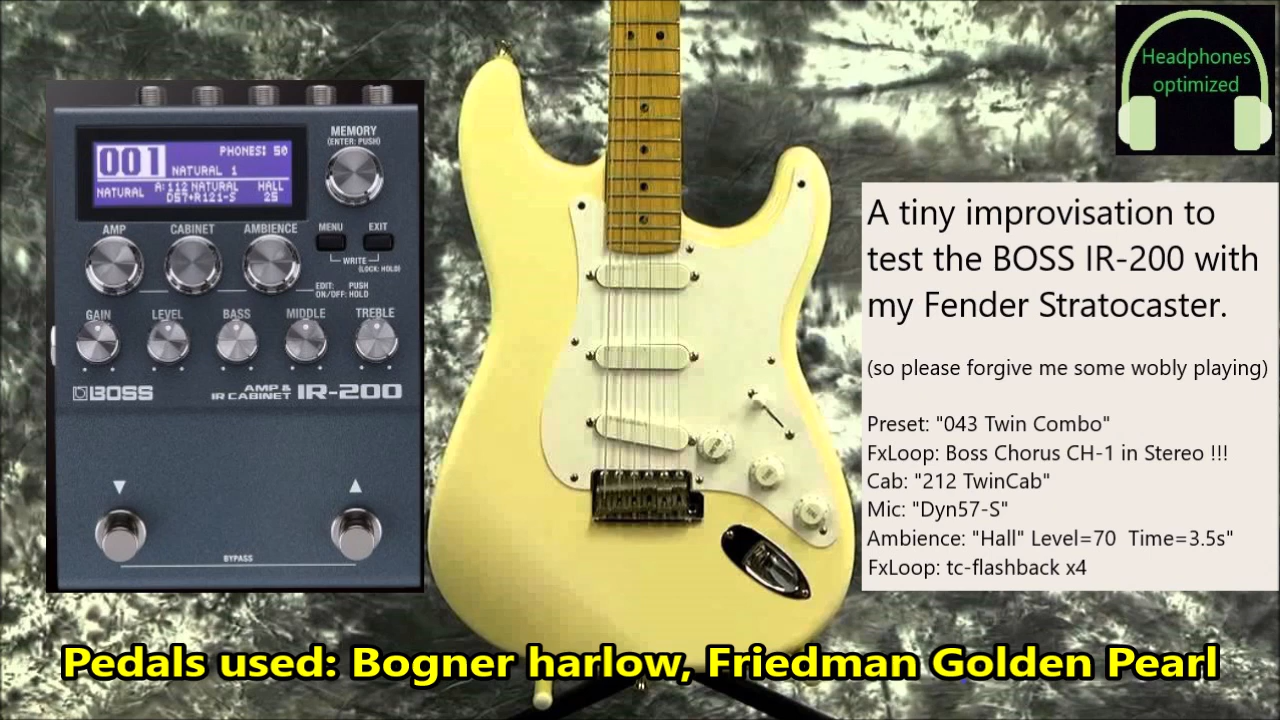 MEMORY
(ENTER: PUSH)
001
PHONES: 50
NATURAL 1
NATURAL
A:112 NATURAL
D57+R121-S
HALL
25
AMP
CABINET
AMBIENCE
MENU
EXIT
WRITE
(LOCK: HOLD)
EDIT: PUSH
ON/OFF: HOLD
GAIN
LEVEL
BASS
MIDDLE
TREBLE
BOSS
AMP &
IR CABINET
IR-200
▼
▲
BYPASS
Headphones
optimized
A tiny improvisation to
test the BOSS IR-200 with
my Fender Stratocaster.
(so please forgive me some wobly playing)
Preset: "043 Twin Combo"
FxLoop: Boss Chorus CH-1 in Stereo !!!
Cab: "212 TwinCab"
Mic: "Dyn57-S"
Ambience: "Hall" Level=70 Time=3.5s"
FxLoop: tc-flashback x4
Pedals used: Bogner harlow, Friedman Golden Pearl